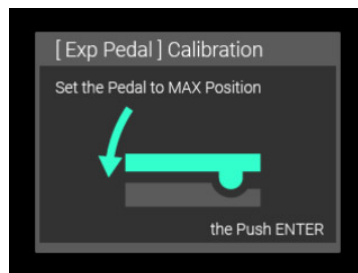 [ Exp Pedal ] Calibration
Set the Pedal to MAX Position
the Push ENTER